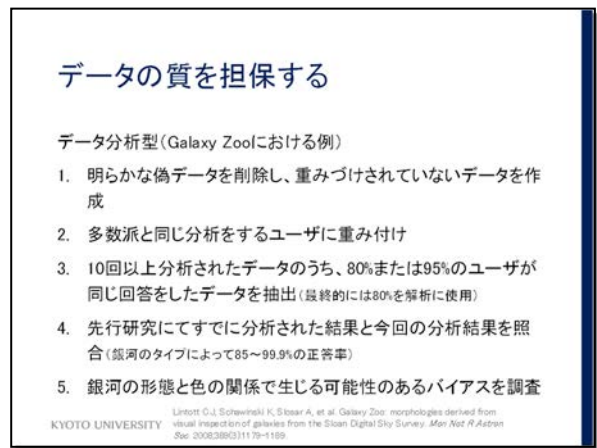 データの質を担保する
データ分析型(Galaxy Zooにおける例)
1. 明らかな偽データを削除し、重みづけされていないデータを作
成
2. 多数派と同じ分析をするユーザに重み付け
3. 10回以上分析されたデータのうち、80%または95%のユーザが
同じ回答をしたデータを抽出(最終的には80%を解析に使用)
4. 先行研究にてすでに分析された結果と今回の分析結果を照
合(銀河のタイプによって85～99.9%の正答率)
5. 銀河の形態と色の関係で生じる可能性のあるバイアスを調査
KYOTO UNIVERSITY
Lintott CJ, Schawinski K, Slosar A, et al. Galaxy Zoo: morphologies derived from
visual inspection of galaxies from the Sloan Digital Sky Survey. Mon Not R Astron
Soc. 2008;389(3):1179-1189.